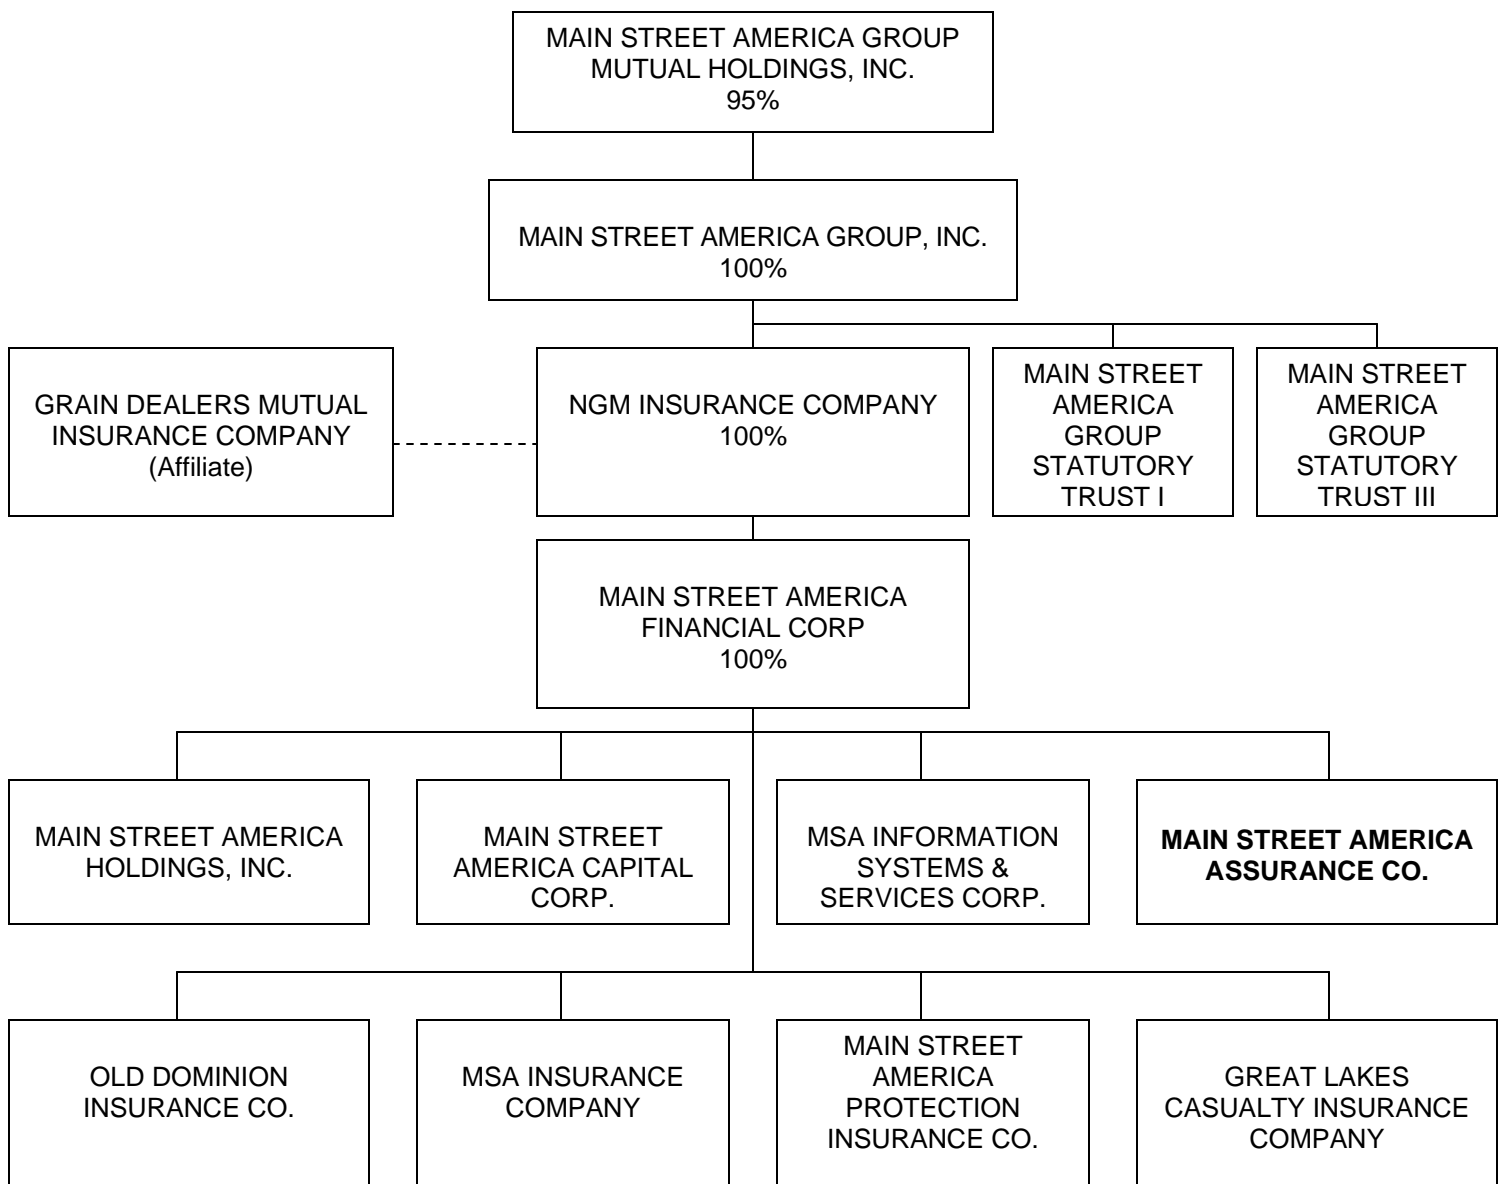 MAIN STREET AMERICA GROUP
MUTUAL HOLDINGS, INC.
95%
MAIN STREET AMERICA GROUP, INC.
100%
GRAIN DEALERS MUTUAL
INSURANCE COMPANY
(Affiliate)
NGM INSURANCE COMPANY
100%
MAIN STREET
AMERICA
GROUP
STATUTORY
TRUST I
MAIN STREET
AMERICA
GROUP
STATUTORY
TRUST III
MAIN STREET AMERICA
FINANCIAL CORP
100%
MAIN STREET AMERICA
HOLDINGS, INC.
MAIN STREET
AMERICA CAPITAL
CORP.
MSA INFORMATION
SYSTEMS &
SERVICES CORP.
MAIN STREET AMERICA
ASSURANCE CO.
OLD DOMINION
INSURANCE CO.
MSA INSURANCE
COMPANY
MAIN STREET
AMERICA
PROTECTION
INSURANCE CO.
GREAT LAKES
CASUALTY INSURANCE
COMPANY